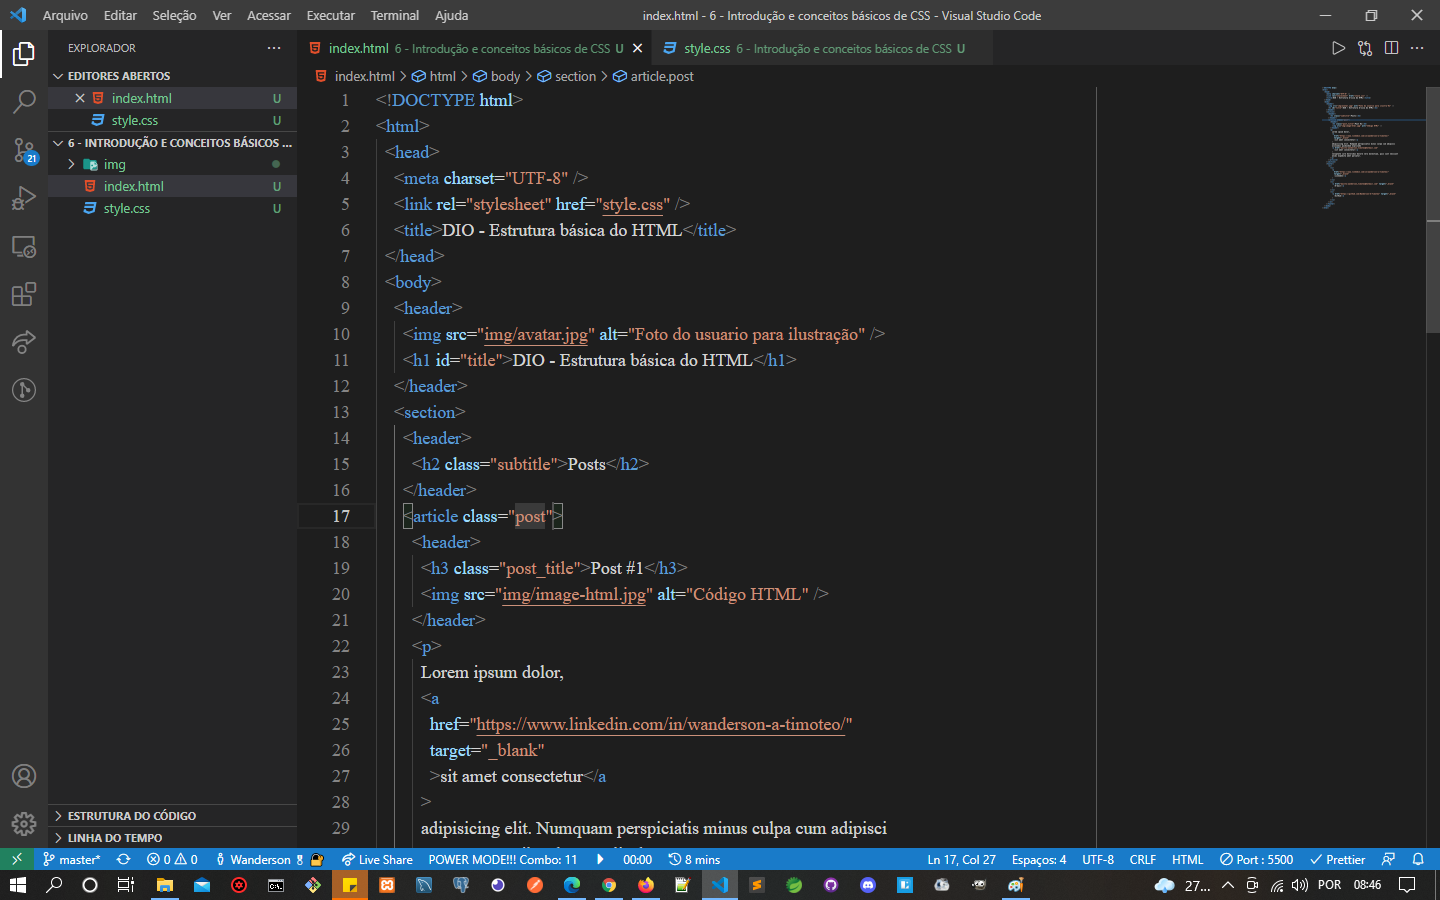 Arquivo Editar Seleção Ver Acessar Executar Terminal Ajuda
index.html - 6 - Introdução e conceitos básicos de CSS - Visual Studio Code
EXPLORADOR ···
EDITORES ABERTOS
index.html U
style.css U
6 - INTRODUÇÃO E CONCEITOS BÁSICOS ...
img
index.html U
style.css U
ESTRUTURA DO CÓDIGO
LINHA DO TEMPO
21
index.html 6 - Introdução e conceitos básicos de CSS U
style.css 6 - Introdução e conceitos básicos de CSS U
index.html > html > body > section > article.post
1 <!DOCTYPE html>
2 <html>
3 <head>
4 <meta charset="UTF-8" />
5 <link rel="stylesheet" href="style.css" />
6 <title>DIO - Estrutura básica do HTML</title>
7 </head>
8 <body>
9 <header>
10 <img src="img/avatar.jpg" alt="Foto do usuario para ilustração" />
11 <h1 id="title">DIO - Estrutura básica do HTML</h1>
12 </header>
13 <section>
14 <header>
15 <h2 class="subtitle">Posts</h2>
16 </header>
17 <article class="post">
18 <header>
19 <h3 class="post_title">Post #1</h3>
20 <img src="img/image-html.jpg" alt="Código HTML" />
21 </header>
22 <p>
23 Lorem ipsum dolor,
24 <a
25 href="https://www.linkedin.com/in/wanderson-a-timoteo/"
26 target="_blank"
27 >sit amet consectetur</a
28 >
29 adipisicing elit. Numquam perspiciatis minus culpa cum adipisci
master* 0 0 Wanderson Live Share POWER MODE!!! Combo: 11 00:00 8 mins Ln 17, Col 27 Espaços: 4 UTF-8 CRLF HTML Port : 5500 Prettier
27... POR 08:46